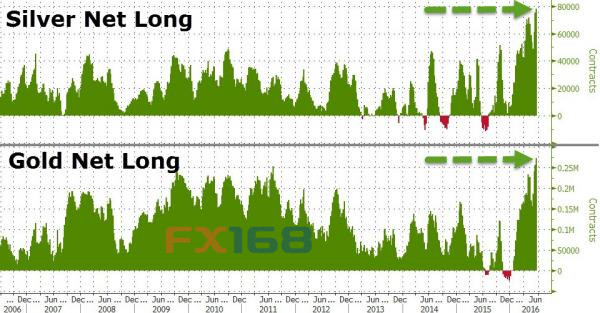 Silver Net Long
80000
60000
40000
20000
0
Contracts
Gold Net Long
0.25M
0.2M
0.15M
0.1M
50000
0
Contracts
FX168
... Dec ... Jun ... Dec ... Jun ... Dec ... Jun ... Dec ... Jun ... Dec Jun ... Dec ... Jun ... Dec ... Jun ... Dec Jun ... Dec ... Jun ... Dec ... Jun
2006 2007 2008 2009 2010 2011 2012 2013 2014 2015 2016